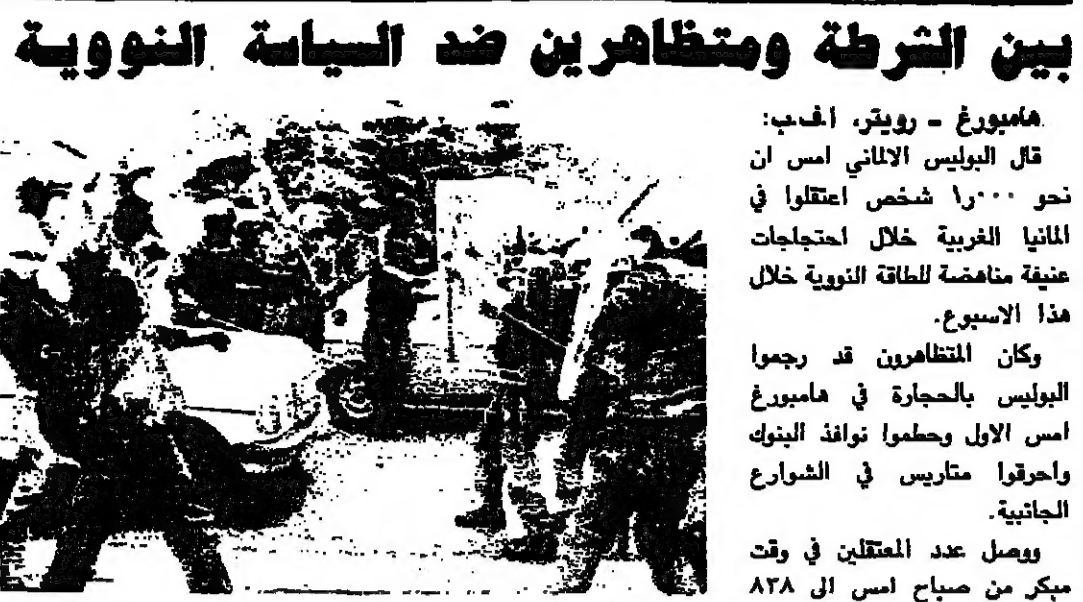 بين الشرطة ومتظاهرين ضد السياسة النووية
هامبورغ - رويتر، ا.ف.ب:
قال البوليس الالماني امس ان
نحو ١٫٠٠٠ شخص اعتقلوا في
المانيا الغربية خلال احتجاجات
عنيفة مناهضة للطاقة النووية خلال
هذا الاسبوع.
وكان المتظاهرون قد رجموا
البوليس بالحجارة في هامبورغ
امس الاول وحطموا نوافذ البنوك
واحرقوا متاريس في الشوارع
الجانبية.
ووصل عدد المعتقلين في وقت
مبكر من صباح امس الى ٨٣٨